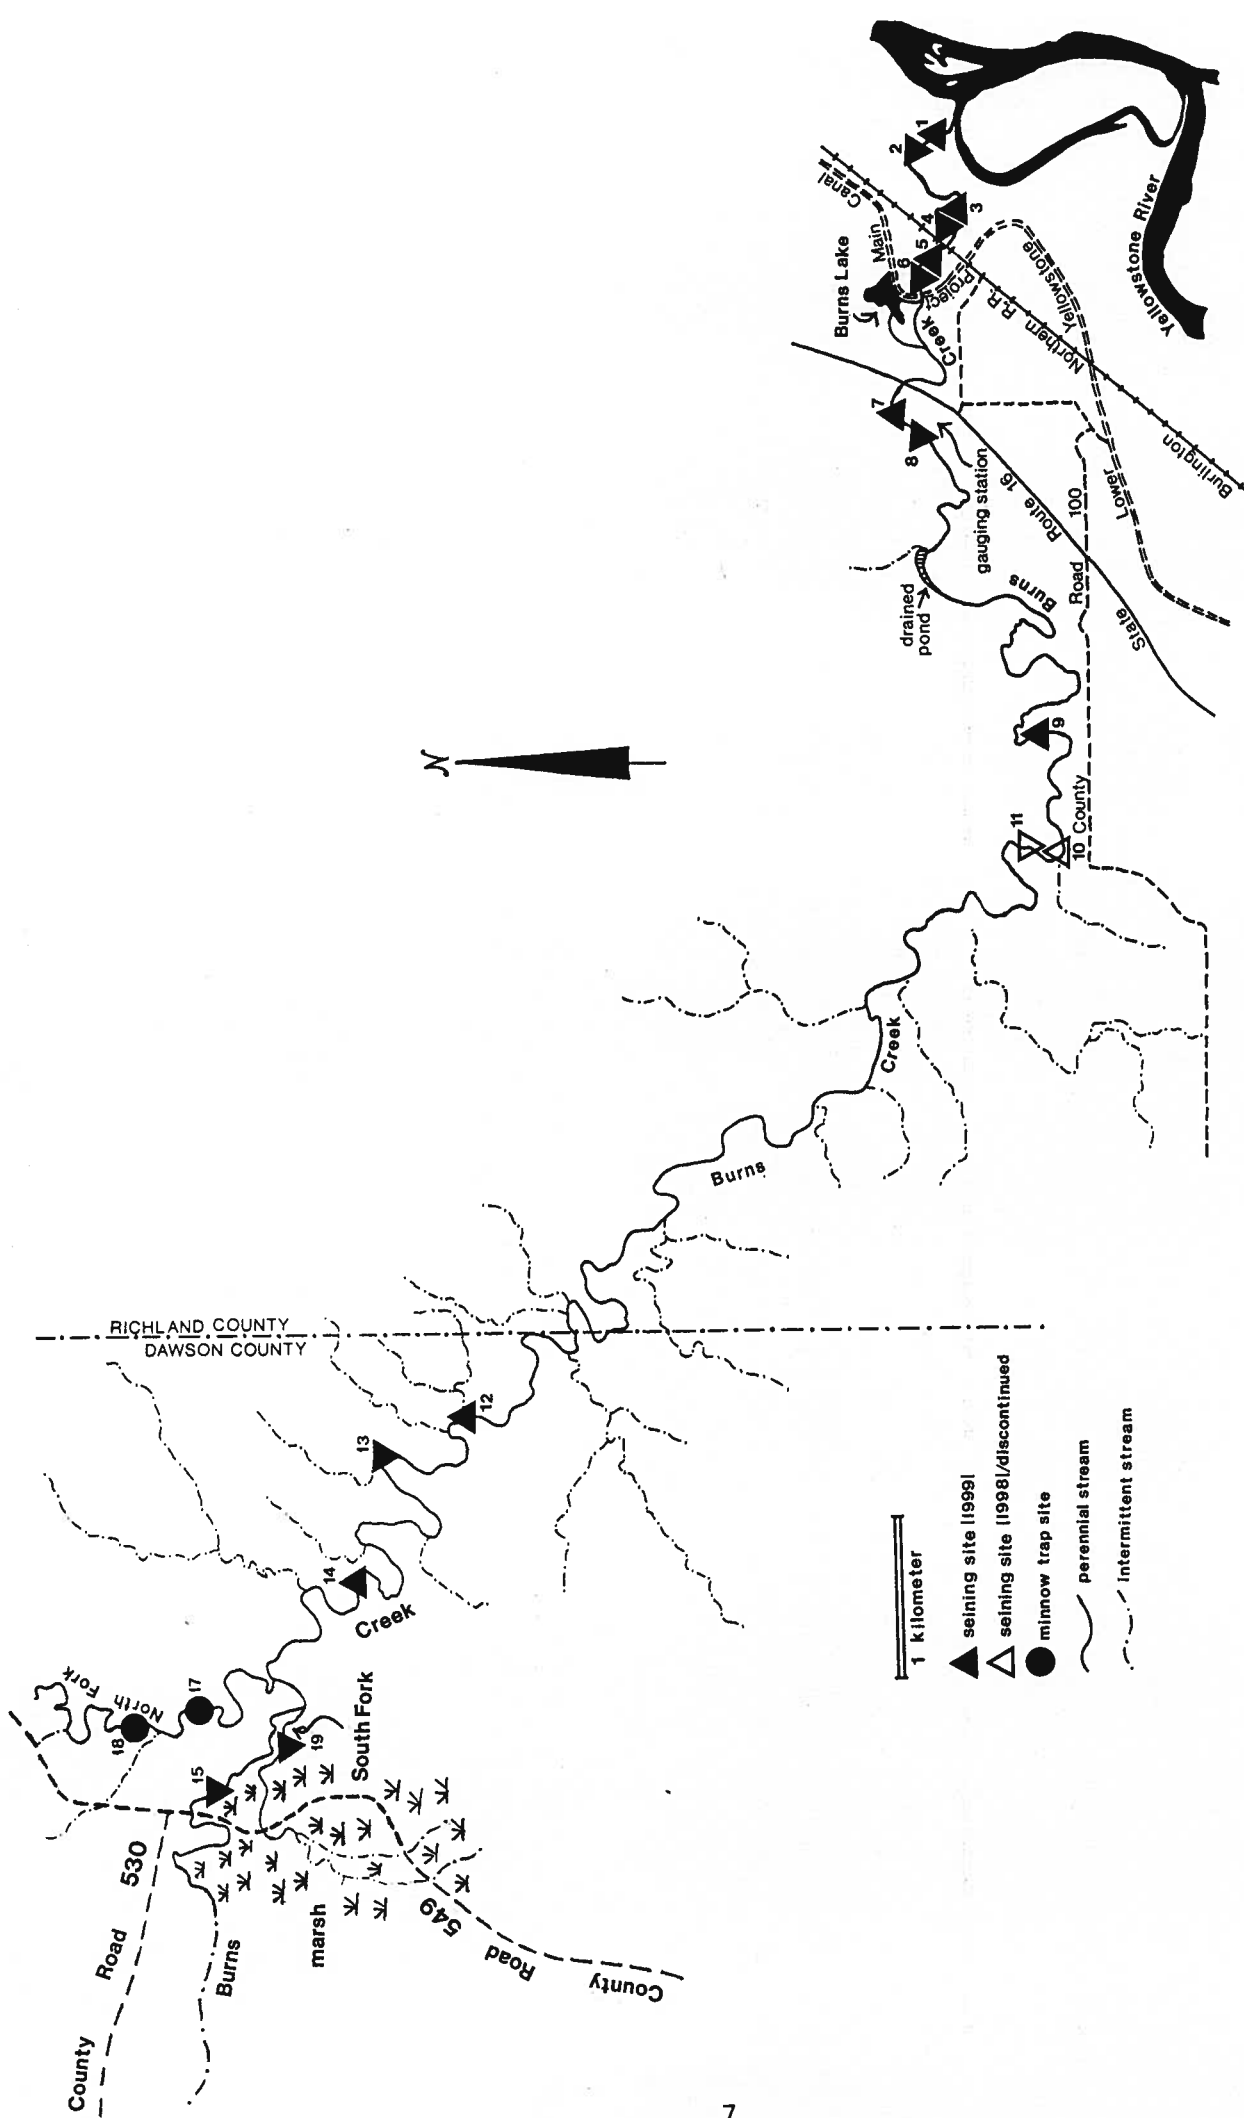 N
RICHLAND COUNTY
DAWSON COUNTY
County
Road
530
Burns
marsh
County
Road
549
South Fork
North Fork
Creek
15
18
17
19
14
13
12
Burns
Creek
11
10
County
Road
100
9
Burns
drained
pond
gauging station
8
7
State
Route
16
Creek
Burns Lake
Main
Canal
Project
Lower
Yellowstone
Burlington
Northern
R.R.
6
5
4
3
2
1
Yellowstone River
1 kilometer
seining site [1999]
seining site [1998]/discontinued
minnow trap site
perennial stream
intermittent stream
7